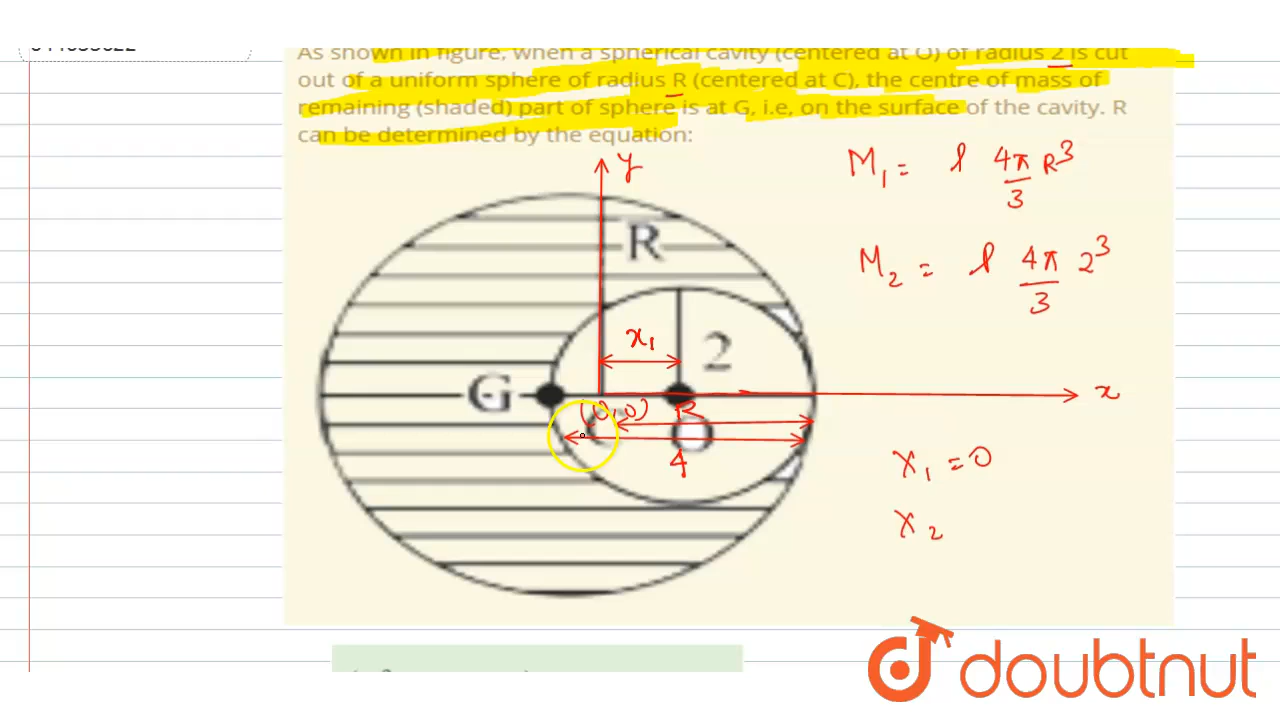 As shown in figure, when a spherical cavity (centered at O) of radius 2 is cut
out of a uniform sphere of radius R (centered at C), the centre of mass of
remaining (shaded) part of sphere is at G, i.e, on the surface of the cavity. R
can be determined by the equation:
y
M₁ = ρ 4π/3 R³
R
M₂ = ρ 4π/3 2³
x₁
2
G
x
(0,0)
R
C
O
4
x₁ = 0
x₂
doubtnut